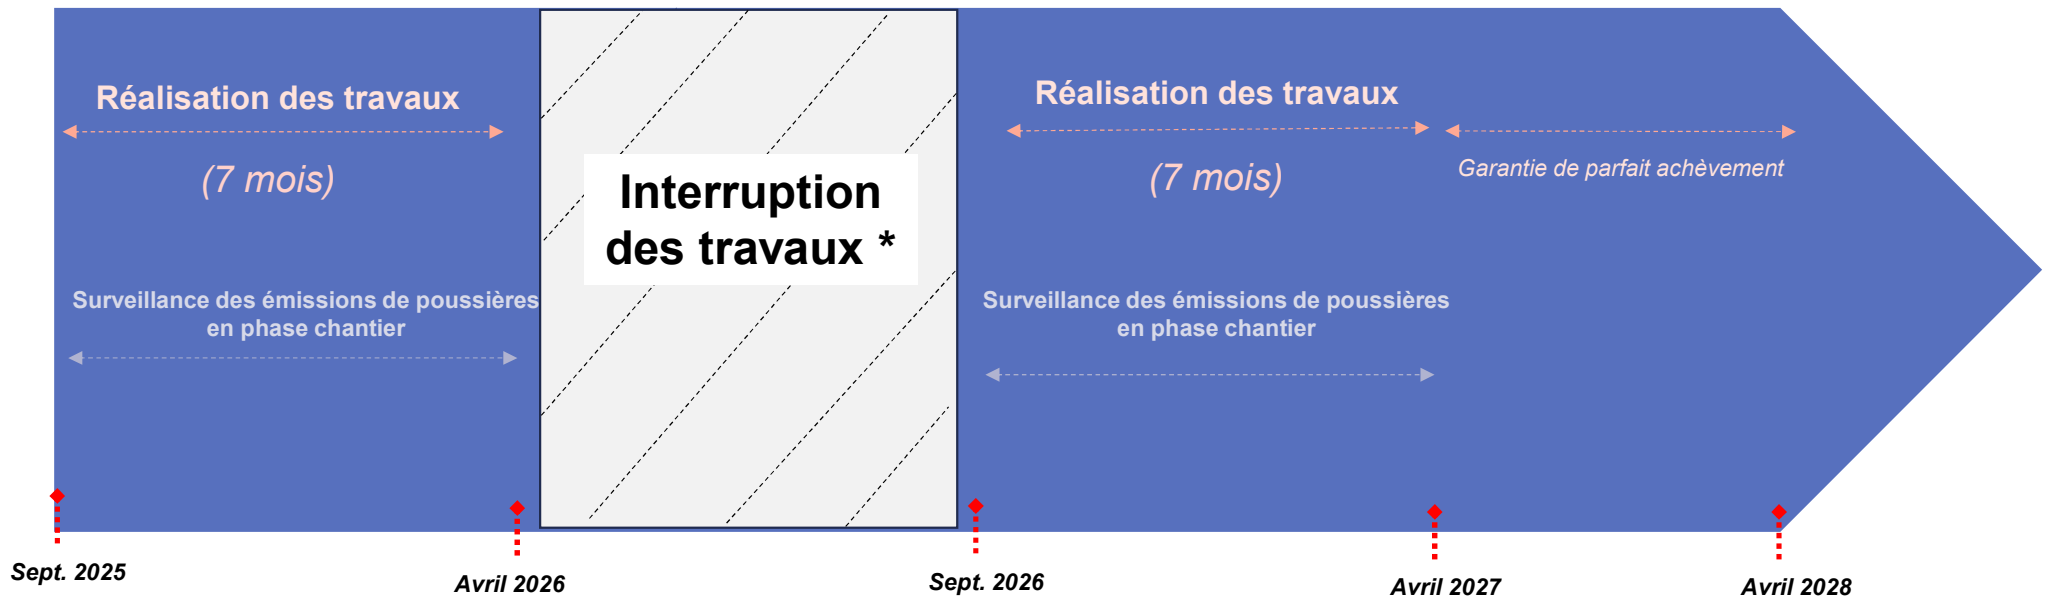 Réalisation des travaux
(7 mois)
Surveillance des émissions de poussières
en phase chantier
Interruption
des travaux *
Réalisation des travaux
(7 mois)
Garantie de parfait achèvement
Surveillance des émissions de poussières
en phase chantier
Sept. 2025
Avril 2026
Sept. 2026
Avril 2027
Avril 2028